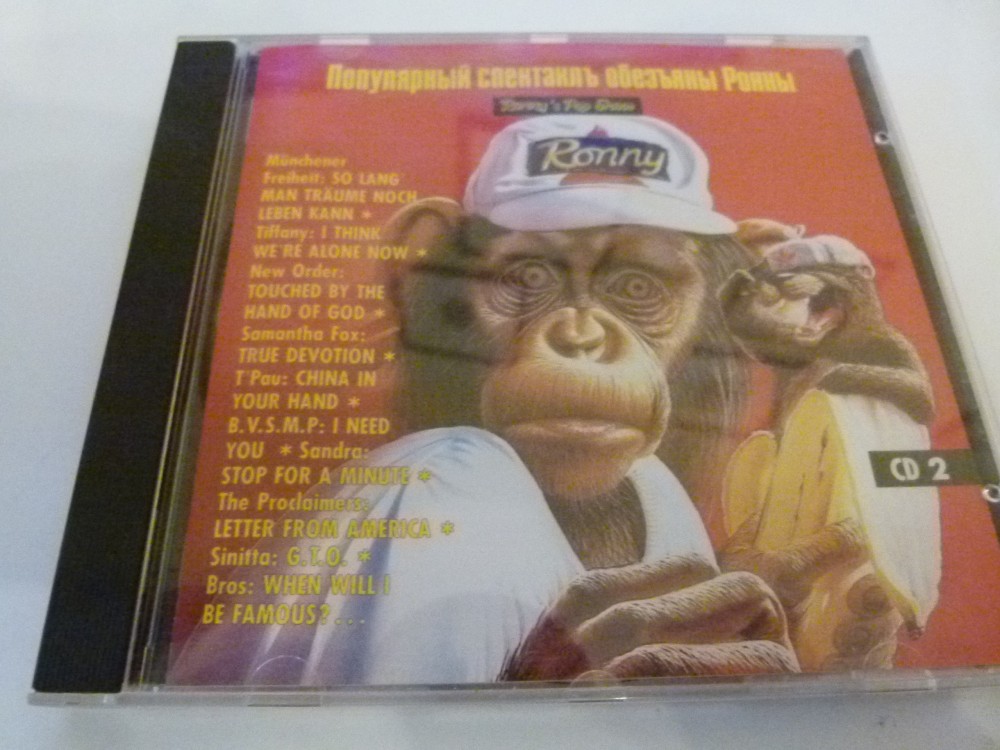 Популярный спектаклъ обезъяны Ронны
Ronny's Pop Show
Ronny
Münchener
Freiheit: SO LANG
MAN TRÄUME NOCH
LEBEN KANN *
Tiffany: I THINK
WE'RE ALONE NOW *
New Order:
TOUCHED BY THE
HAND OF GOD *
Samantha Fox:
TRUE DEVOTION *
T'Pau: CHINA IN
YOUR HAND *
B.V.S.M.P: I NEED
YOU * Sandra:
STOP FOR A MINUTE *
The Proclaimers:
LETTER FROM AMERICA *
Sinitta: G.T.O. *
Bros: WHEN WILL I
BE FAMOUS? . . .
CD 2